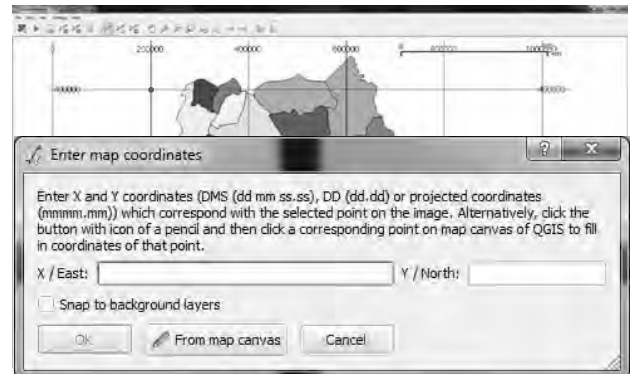 0 200000 400000 600000
400000 400000
Enter map coordinates
Enter X and Y coordinates (DMS (dd mm ss.ss), DD (dd.dd) or projected coordinates
(mmmm.mm)) which correspond with the selected point on the image. Alternatively, click the
button with icon of a pencil and then click a corresponding point on map canvas of QGIS to fill
in coordinates of that point.
X / East: Y / North:
Snap to background layers
Ok From map canvas Cancel